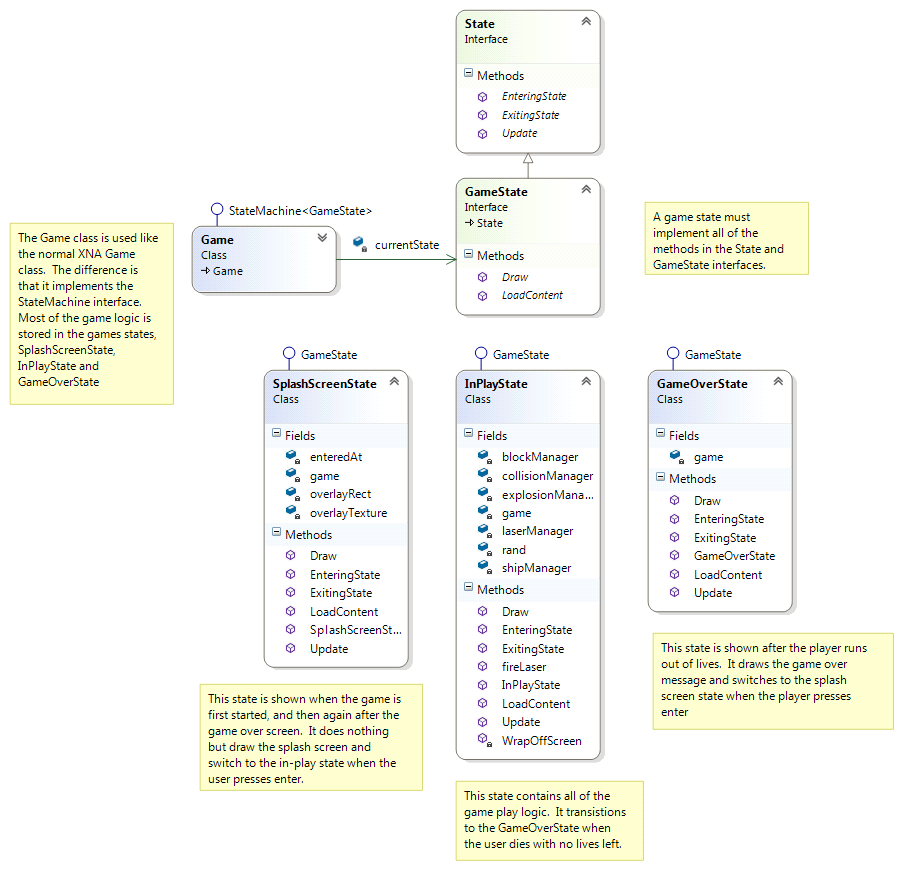 State
Interface
Methods
EnteringState
ExitingState
Update
GameState
Interface
State
Methods
Draw
LoadContent
A game state must
implement all of the
methods in the State and
GameState interfaces.
StateMachine<GameState>
Game
Class
Game
currentState
The Game class is used like
the normal XNA Game
class. The difference is
that it implements the
StateMachine interface.
Most of the game logic is
stored in the games states,
SplashScreenState,
InPlayState and
GameOverState
GameState
SplashScreenState
Class
Fields
enteredAt
game
overlayRect
overlayTexture
Methods
Draw
EnteringState
ExitingState
LoadContent
SplashScreenSt...
Update
This state is shown when the game is
first started, and then again after the
game over screen. It does nothing
but draw the splash screen and
switch to the in-play state when the
user presses enter.
GameState
InPlayState
Class
Fields
blockManager
collisionManager
explosionMana...
game
laserManager
rand
shipManager
Methods
Draw
EnteringState
ExitingState
fireLaser
InPlayState
LoadContent
Update
WrapOffScreen
This state contains all of the
game play logic. It transistions
to the GameOverState when
the user dies with no lives left.
GameState
GameOverState
Class
Fields
game
Methods
Draw
EnteringState
ExitingState
GameOverState
LoadContent
Update
This state is shown after the player runs
out of lives. It draws the game over
message and switches to the splash
screen state when the player presses
enter